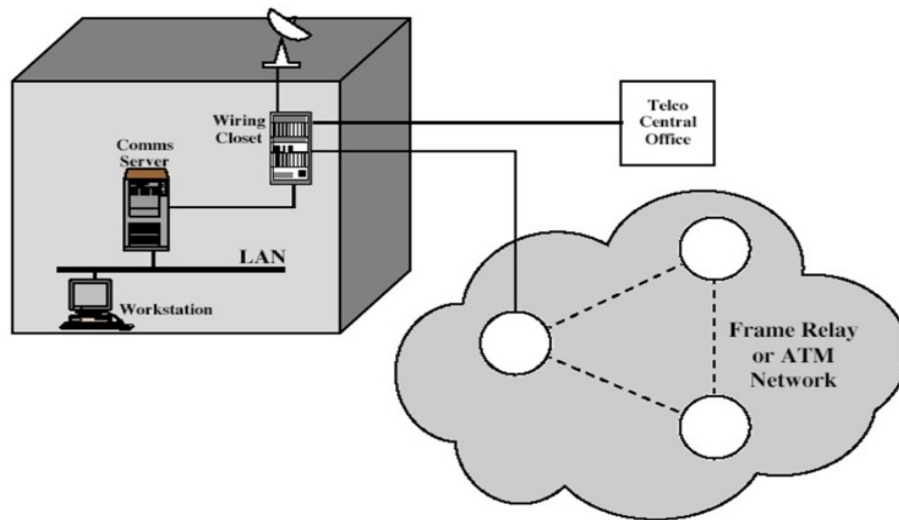 Telco
Central
Office
Wiring
Closet
Comms
Server
LAN
Workstation
Frame Relay
or ATM
Network